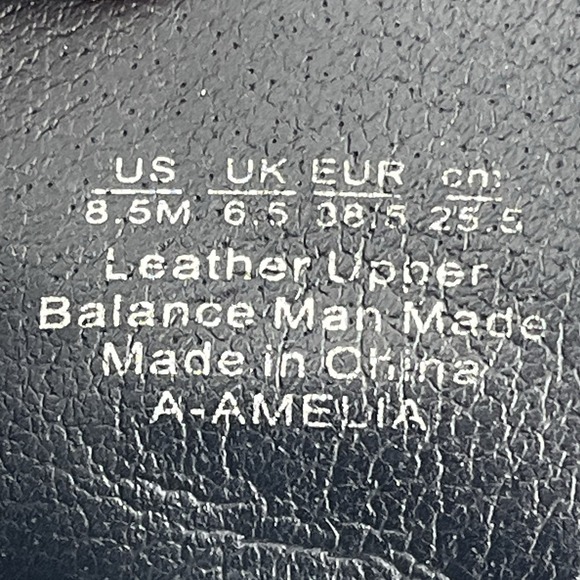 US UK EUR cm
8.5M 6.5 38.5 25.5
Leather Upper
Balance Man Made
Made in China
A-AMELIA